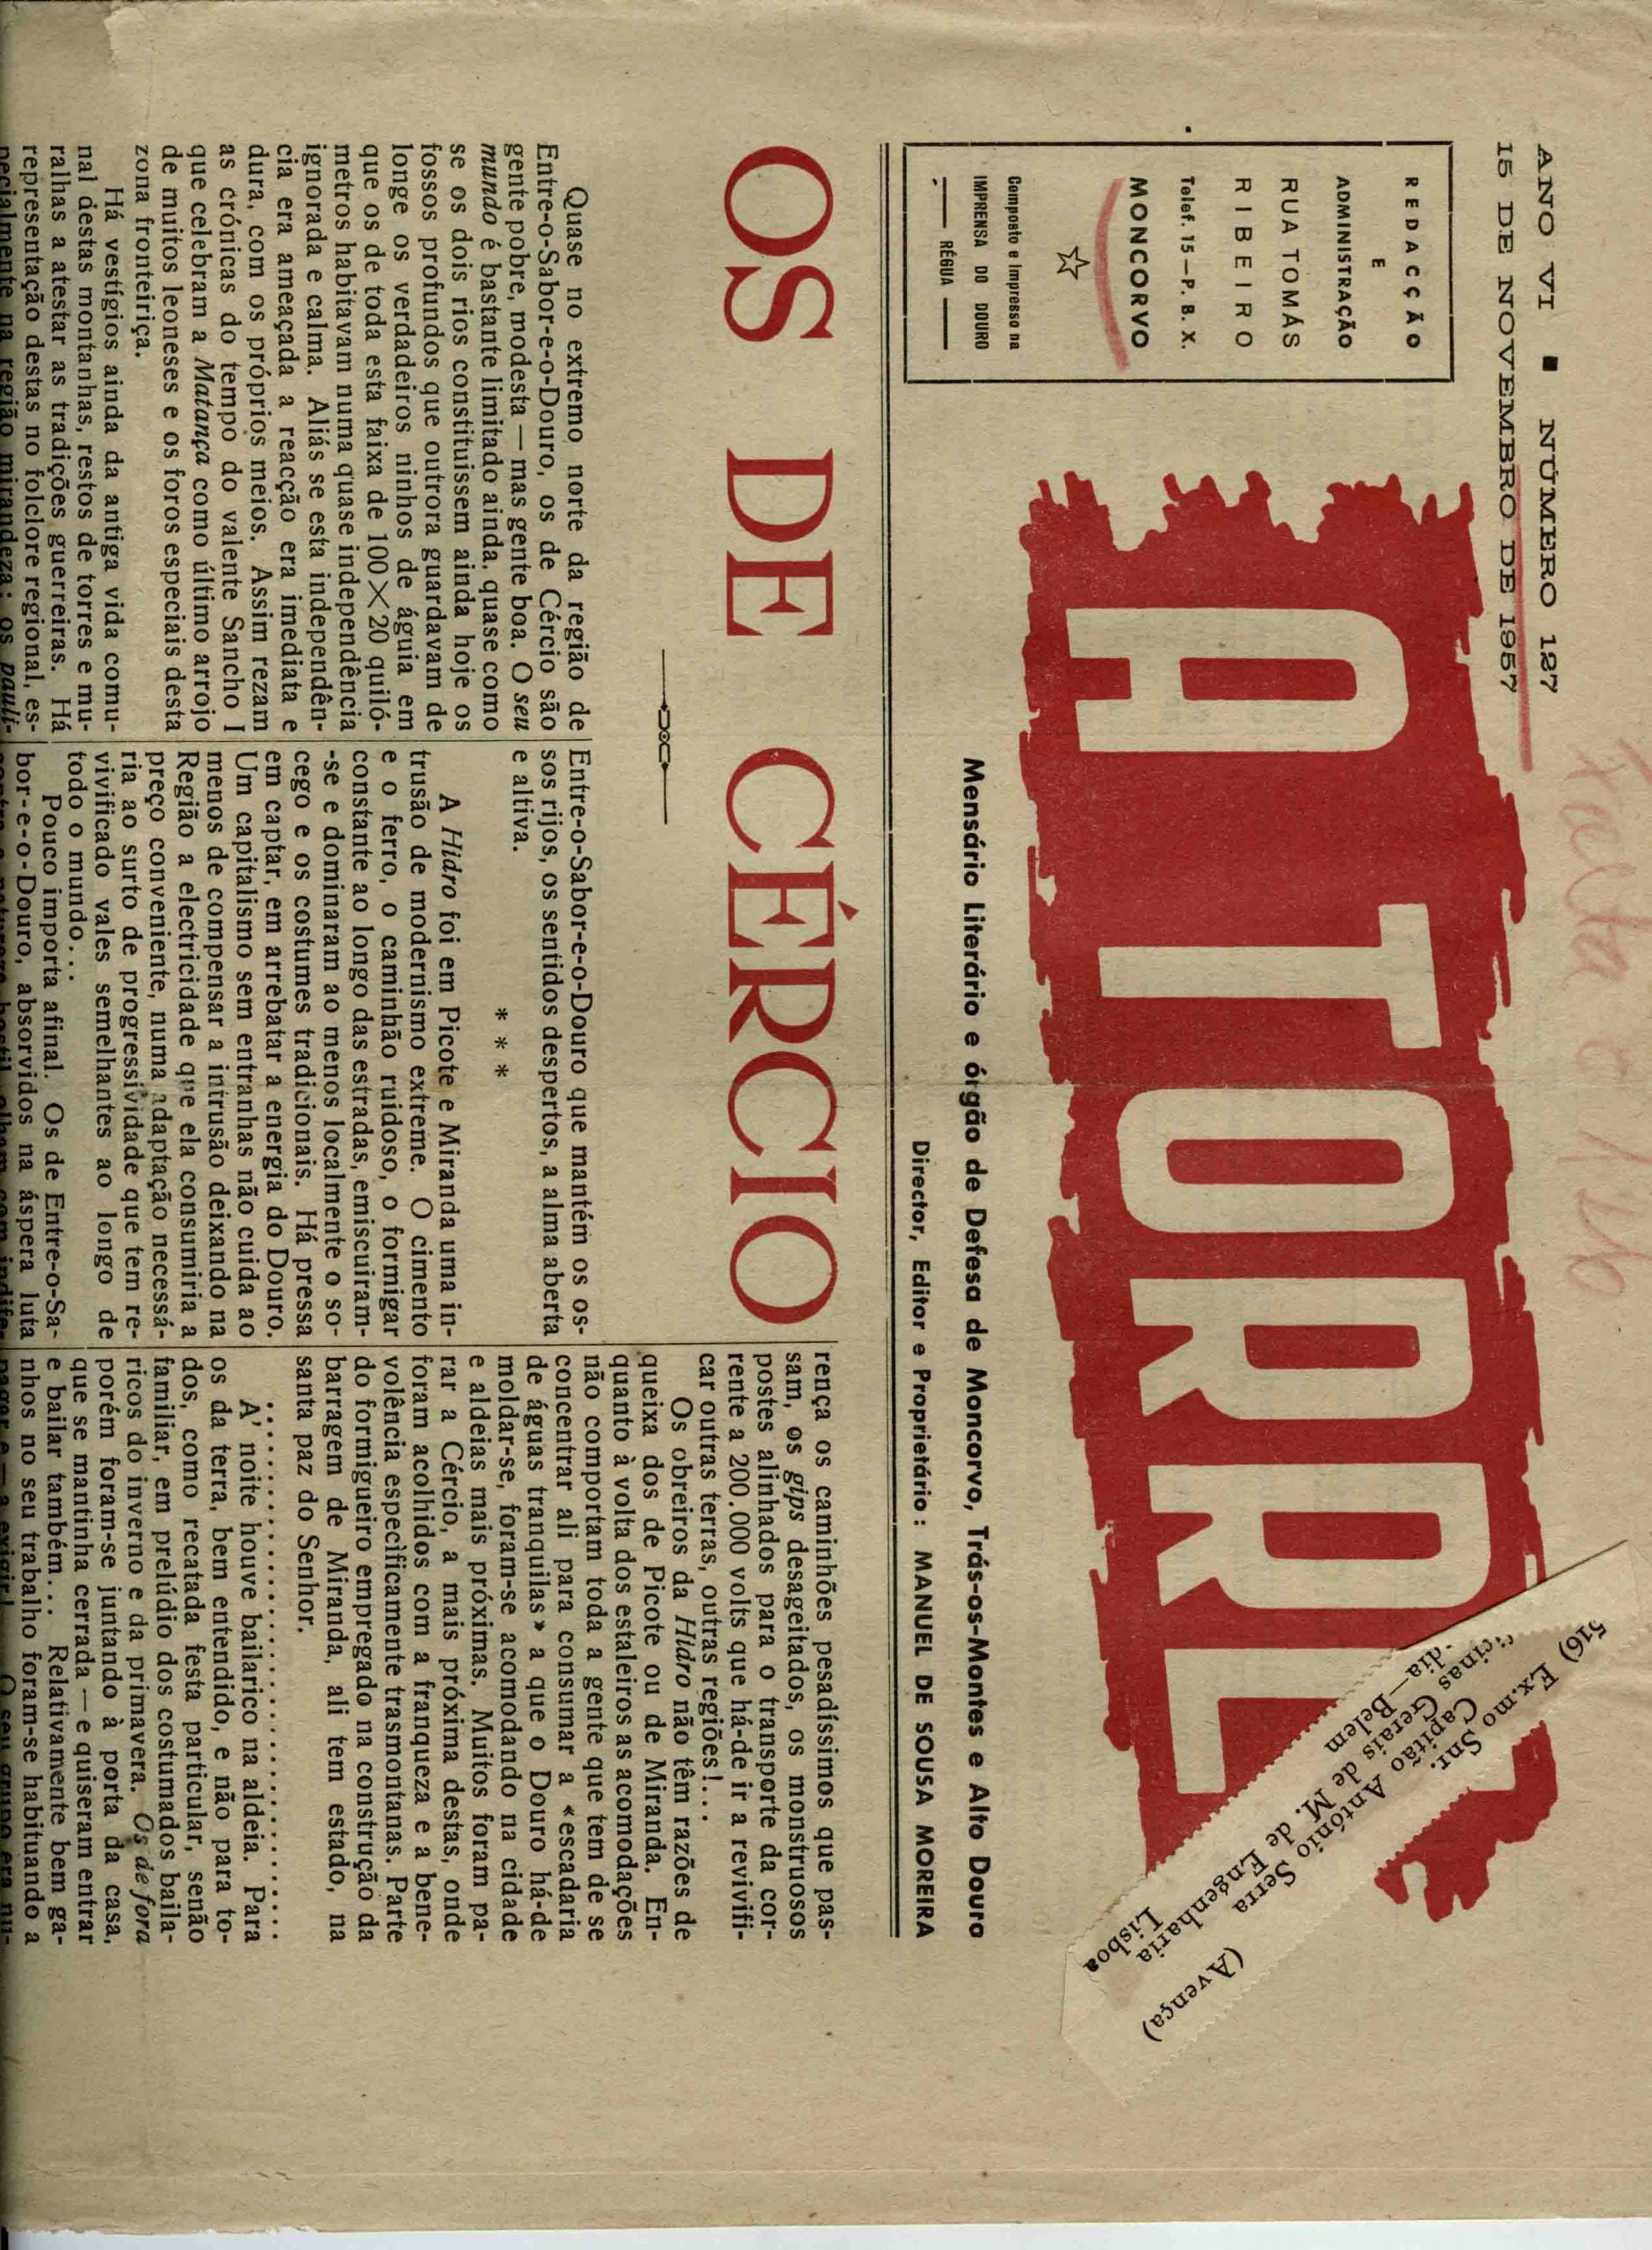 ANO VI ■ NÚMERO 127
15 DE NOVEMBRO DE 1957
REDACÇÃO
E
ADMINISTRAÇÃO
RUA TOMÁS
RIBEIRO
Telef. 15 — P. B. X.
MONCORVO
Composto e Impresso na
IMPRENSA DO DOURO
— RÉGUA —
A TORRE
516) Ex.mo Snr.
Capitão António Serra (Avença)
Gerais de M. de Engenharia
Belem Lisboa
Mensário Literário e órgão de Defesa de Moncorvo, Trás-os-Montes e Alto Douro
Director, Editor e Proprietário: MANUEL DE SOUSA MOREIRA
OS DE CÉRCIO
Quase no extremo norte da região de
Entre-o-Sabor-e-o-Douro, os de Cércio são
gente pobre, modesta — mas gente boa. O seu
mundo é bastante limitado ainda, quase como
se os dois rios constituissem ainda hoje os
fossos profundos que outrora guardavam de
longe os verdadeiros ninhos de águia em
que os de toda esta faixa de 100×20 quiló-
metros habitavam numa quase independência
ignorada e calma. Aliás se esta independên-
cia era ameaçada a reacção era imediata e
dura, com os próprios meios. Assim rezam
as crónicas do tempo do valente Sancho I
que celebram a Matança como último arrojo
de muitos leoneses e os foros especiais desta
zona fronteiriça.
Há vestígios ainda da antiga vida comu-
nal destas montanhas, restos de torres e mu-
ralhas a atestar as tradições guerreiras. Há
representação destas no folclore regional, es-
pecialmente na região mirandeza: os pauli-
Entre-o-Sabor-e-o-Douro que mantém os os-
sos rijos, os sentidos despertos, a alma aberta
e altiva.
* * *
A Hidro foi em Picote e Miranda uma in-
trusão de modernismo extreme. O cimento
e o ferro, o caminhão ruidoso, o formigar
constante ao longo das estradas, emiscuiram-
-se e dominaram ao menos localmente o so-
cego e os costumes tradicionais. Há pressa
em captar, em arrebatar a energia do Douro.
Um capitalismo sem entranhas não cuida ao
menos de compensar a intrusão deixando na
Região a electricidade que ela consumiria a
preço conveniente, numa adaptação necessá-
ria ao surto de progressividade que tem re-
vivificado vales semelhantes ao longo de
todo o mundo...
Pouco importa afinal. Os de Entre-o-Sa-
bor-e-o-Douro, absorvidos na áspera luta
rença os caminhões pesadíssimos que pas-
sam, os gips desageitados, os monstruosos
postes alinhados para o transporte da cor-
rente a 200.000 volts que há-de ir a revivifi-
car outras terras, outras regiões!...
Os obreiros da Hidro não têm razões de
queixa dos de Picote ou de Miranda. En-
quanto à volta dos estaleiros as acomodações
não comportam toda a gente que tem de se
concentrar ali para consumar a «escadaria
de águas tranquilas» a que o Douro há-de
moldar-se, foram-se acomodando na cidade
e aldeias mais próximas. Muitos foram pa-
rar a Cércio, a mais próxima destas, onde
foram acolhidos com a franqueza e a bene-
volência especìficamente trasmontanas. Parte
do formigueiro empregado na construção da
barragem de Miranda, ali tem estado, na
santa paz do Senhor.
. . . . . . . . . . . . . . . . . . . . . . . . . .
A' noite houve bailarico na aldeia. Para
os da terra, bem entendido, e não para to-
dos, como recatada festa particular, senão
familiar, em prelúdio dos costumados baila-
ricos do inverno e da primavera. Os de fora
porém foram-se juntando à porta da casa,
que se mantinha cerrada — e quiseram entrar
e bailar também... Relativamente bem ga-
nhos no seu trabalho foram-se habituando a